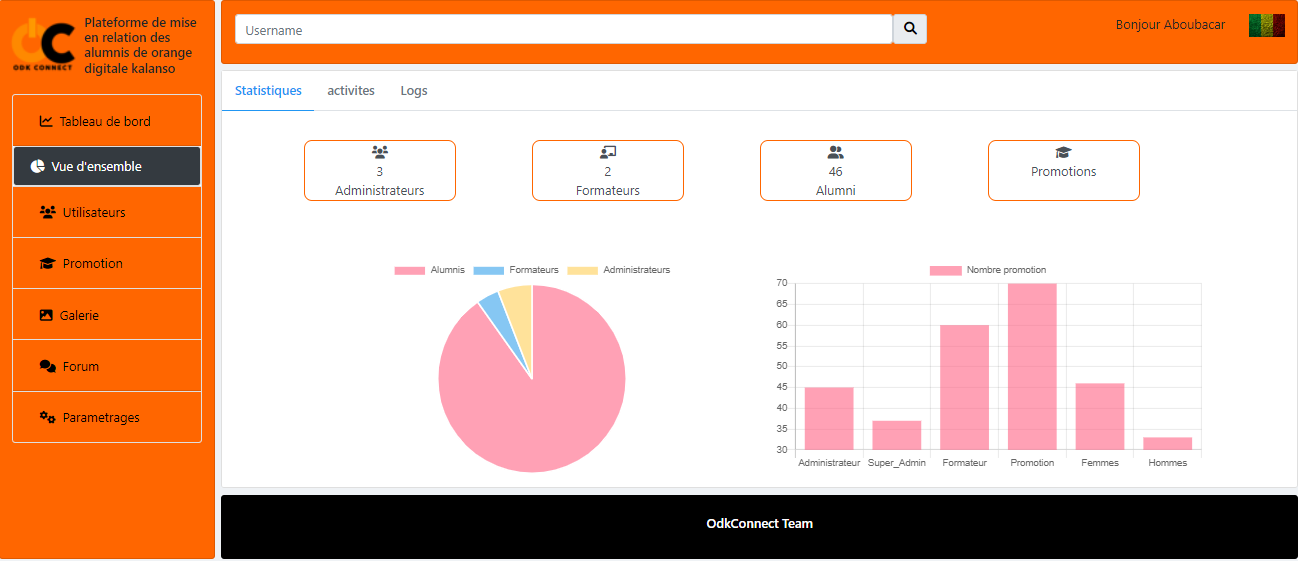 Plateforme de mise
en relation des
alumnis de orange
digitale kalanso
ODK CONNECT
Tableau de bord
Vue d'ensemble
Utilisateurs
Promotion
Galerie
Forum
Parametrages
Username
Bonjour Aboubacar
Statistiques activites Logs
3
Administrateurs
2
Formateurs
46
Alumni
Promotions
Alumnis Formateurs Administrateurs
Nombre promotion
70
65
60
55
50
45
40
35
30
Administrateur Super_Admin Formateur Promotion Femmes Hommes
OdkConnect Team